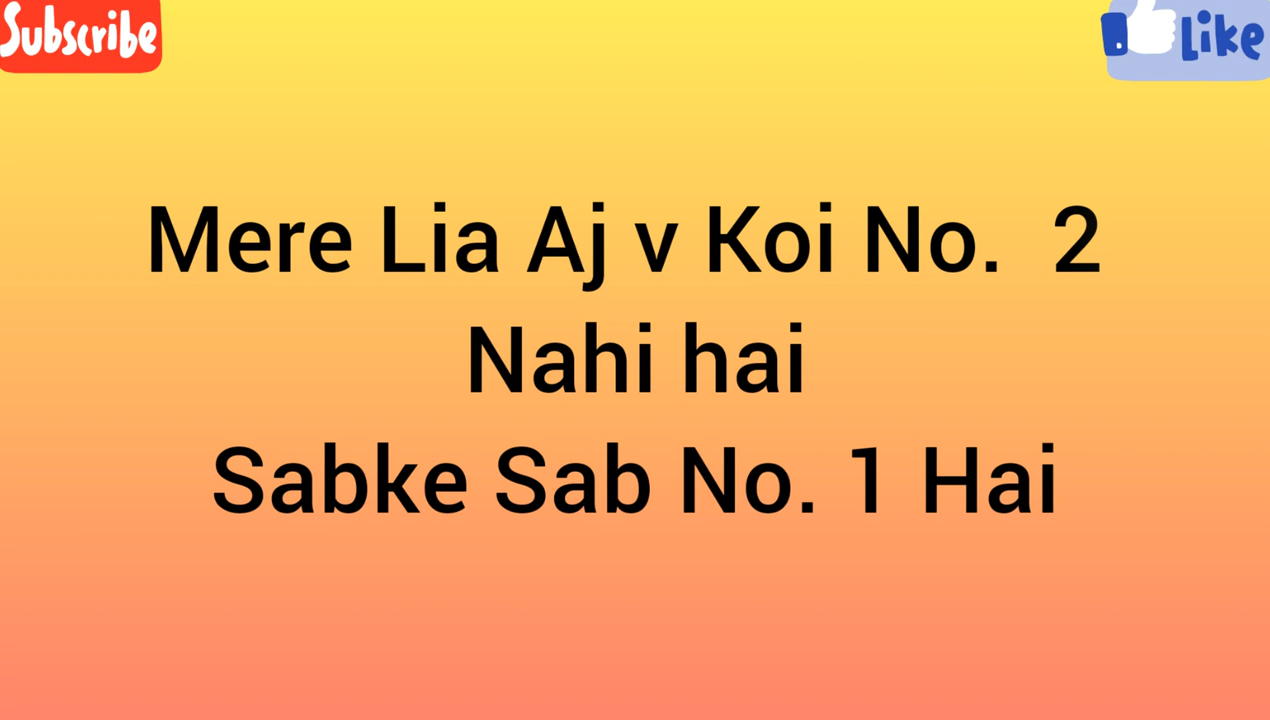 Subscribe
Like
Mere Lia Aj v Koi No. 2
Nahi hai
Sabke Sab No. 1 Hai